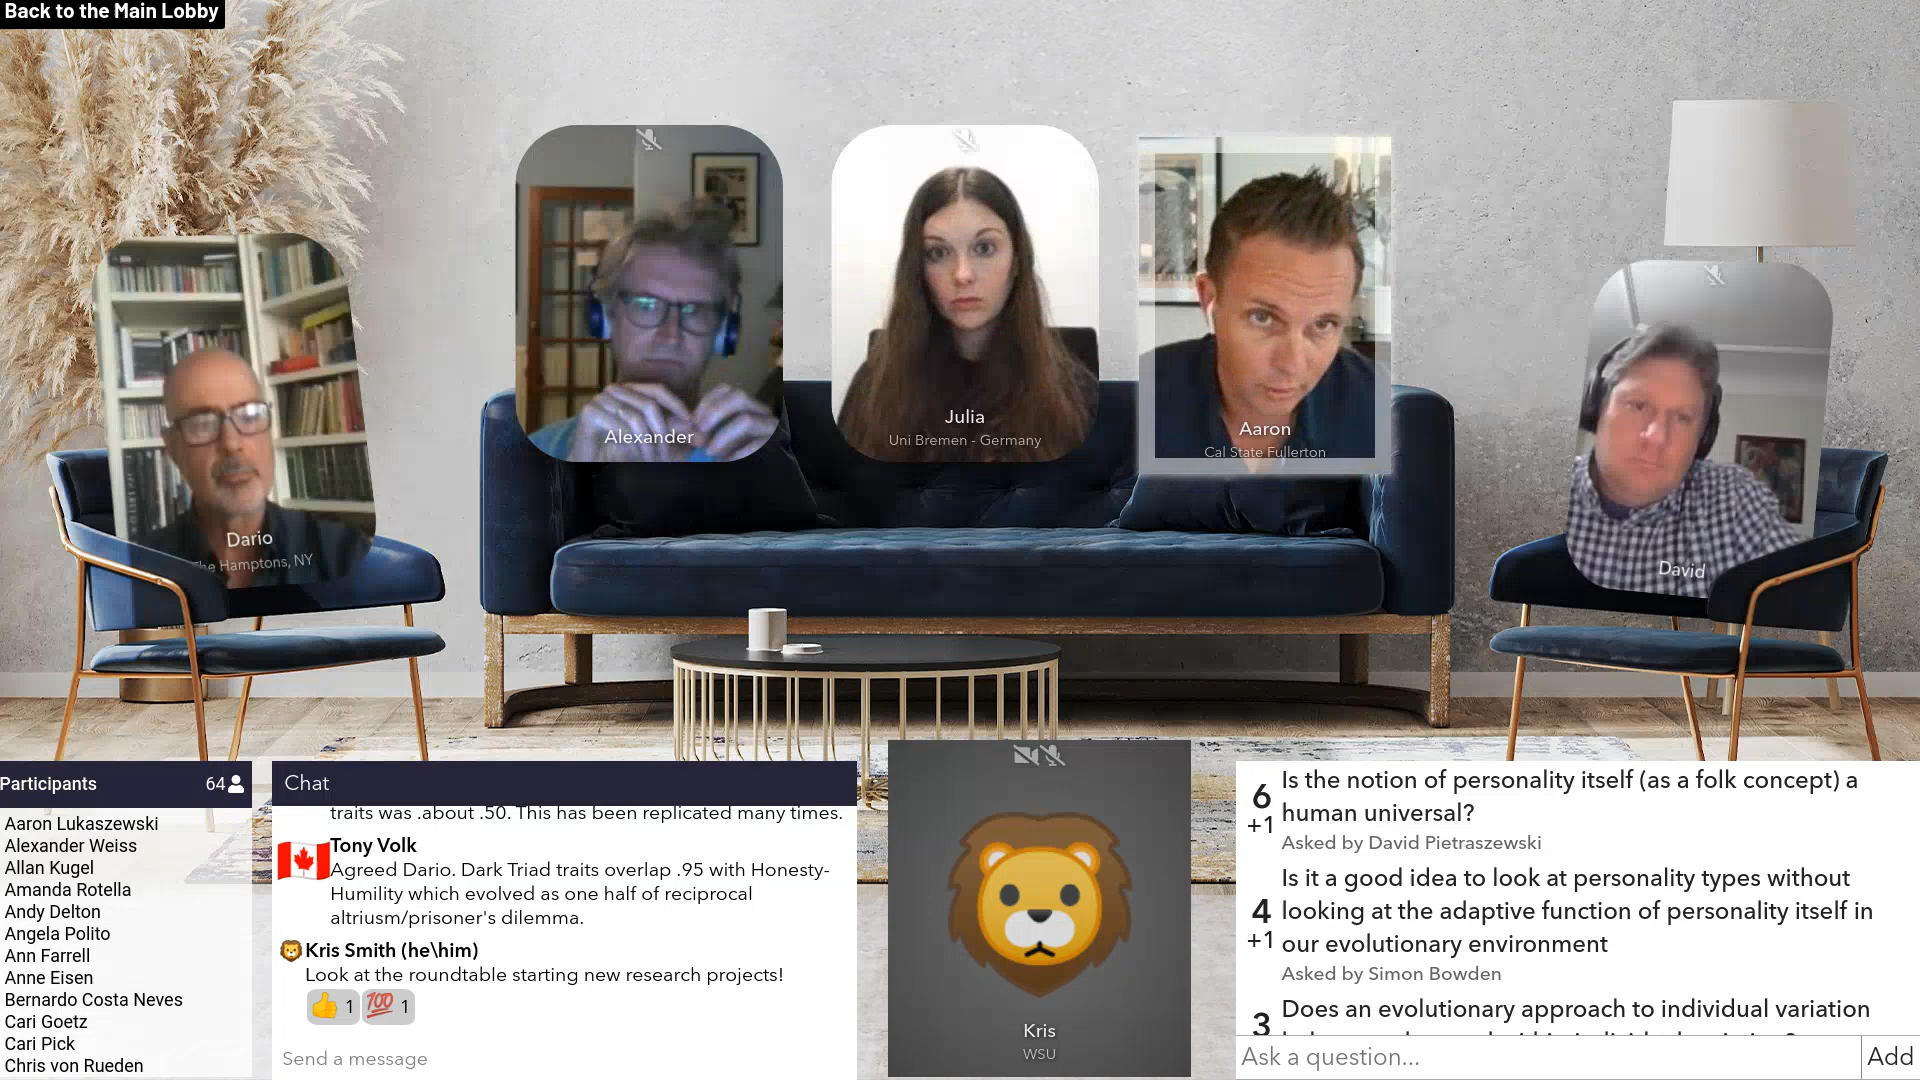 Back to the Main Lobby
Alexander
Julia
Uni Bremen - Germany
Aaron
Cal State Fullerton
Dario
The Hamptons, NY
David
Participants 64
Aaron Lukaszewski
Alexander Weiss
Allan Kugel
Amanda Rotella
Andy Delton
Angela Polito
Ann Farrell
Anne Eisen
Bernardo Costa Neves
Cari Goetz
Cari Pick
Chris von Rueden
Chat
traits was .about .50. This has been replicated many times.
Tony Volk
Agreed Dario. Dark Triad traits overlap .95 with Honesty-
Humility which evolved as one half of reciprocal
altriusm/prisoner's dilemma.
Kris Smith (he\him)
Look at the roundtable starting new research projects!
1 100 1
Send a message
Kris
WSU
6
+1
Is the notion of personality itself (as a folk concept) a
human universal?
Asked by David Pietraszewski
4
+1
Is it a good idea to look at personality types without
looking at the adaptive function of personality itself in
our evolutionary environment
Asked by Simon Bowden
3
Does an evolutionary approach to individual variation
Ask a question...
Add